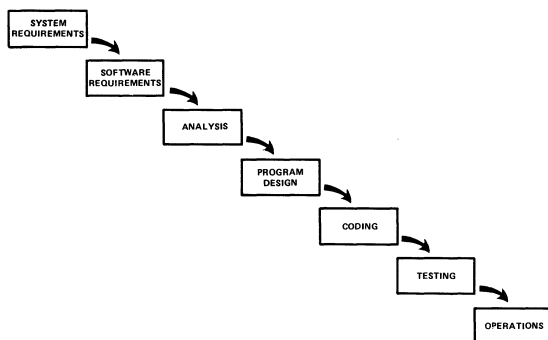 SYSTEM
REQUIREMENTS
SOFTWARE
REQUIREMENTS
ANALYSIS
PROGRAM
DESIGN
CODING
TESTING
OPERATIONS